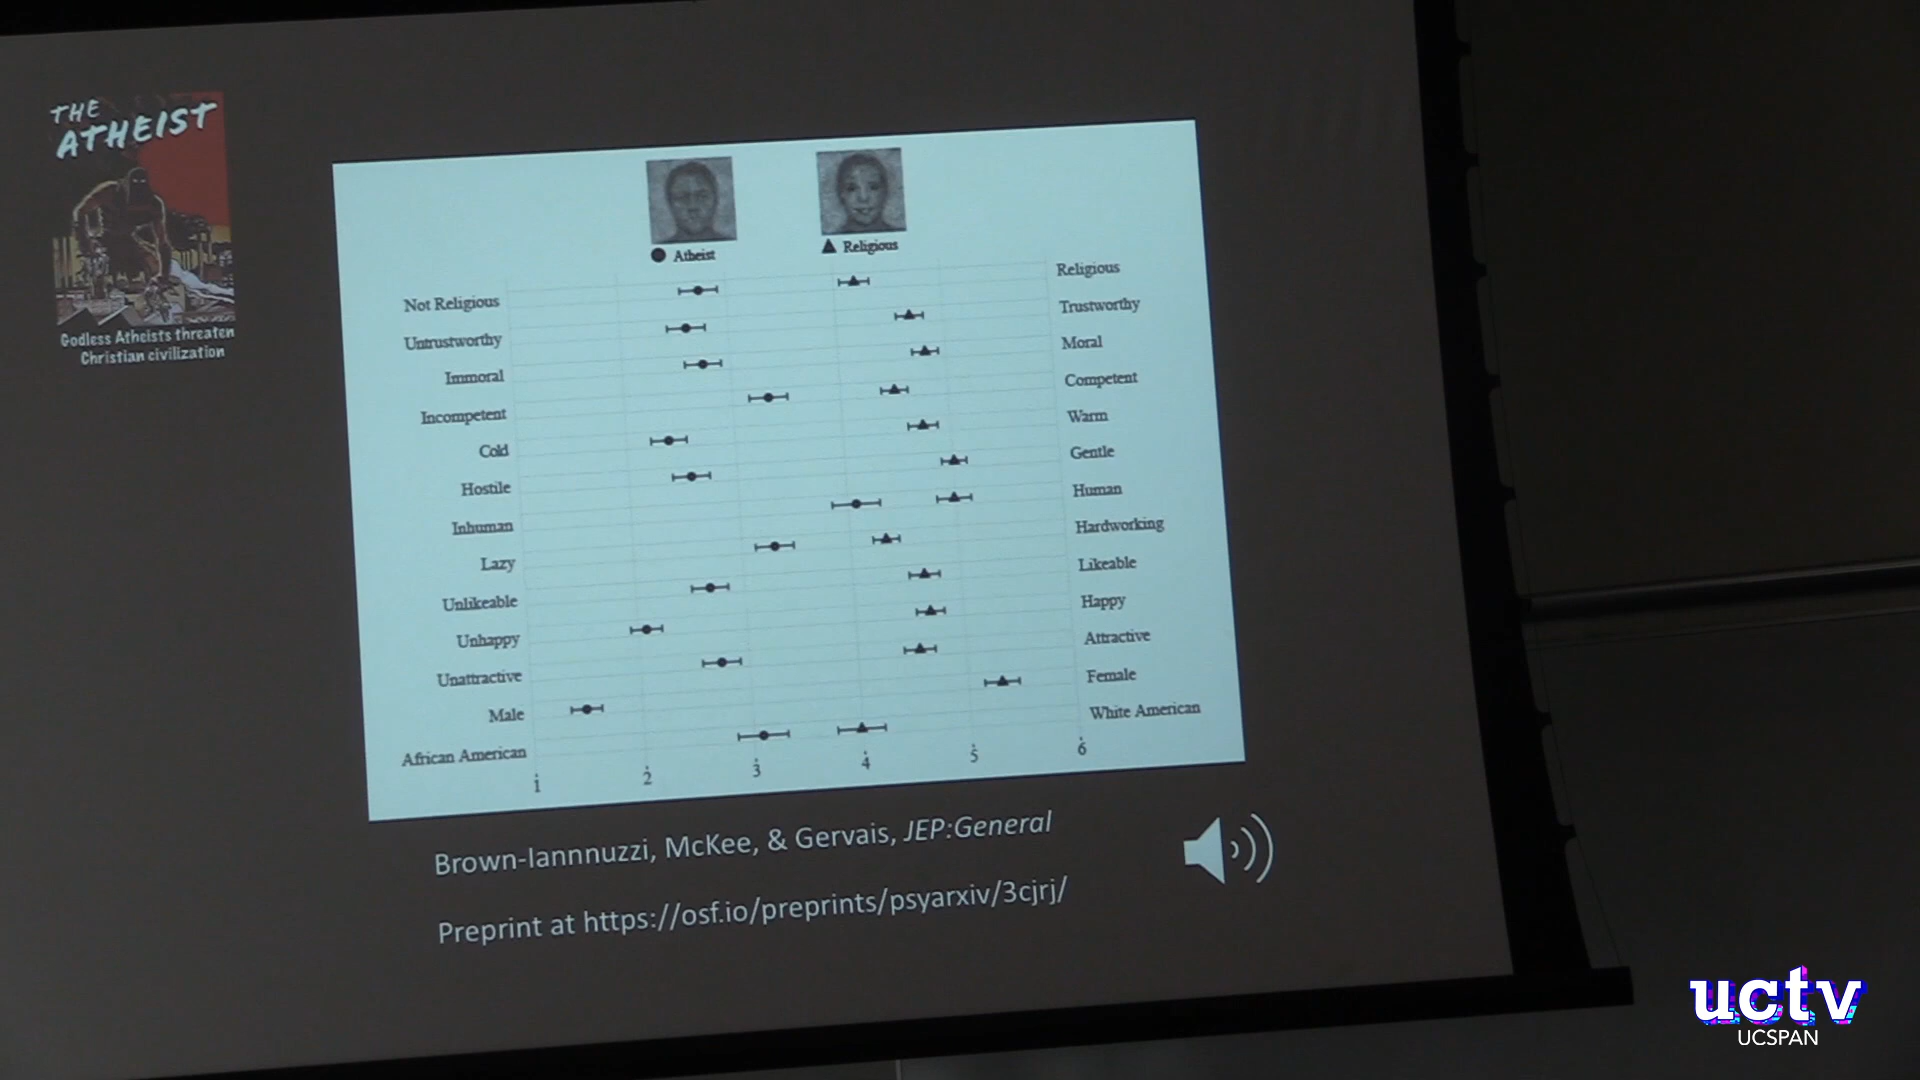 THE
ATHEIST
Godless Atheists threaten
Christian civilization
Atheist
Religious
Not Religious
Religious
Untrustworthy
Trustworthy
Immoral
Moral
Incompetent
Competent
Cold
Warm
Hostile
Gentle
Inhuman
Human
Lazy
Hardworking
Unlikeable
Likeable
Unhappy
Happy
Unattractive
Attractive
Male
Female
African American
White American
1 2 3 4 5 6
Brown-Iannnuzzi, McKee, & Gervais, JEP:General
Preprint at https://osf.io/preprints/psyarxiv/3cjrj/
uctv
UCSPAN